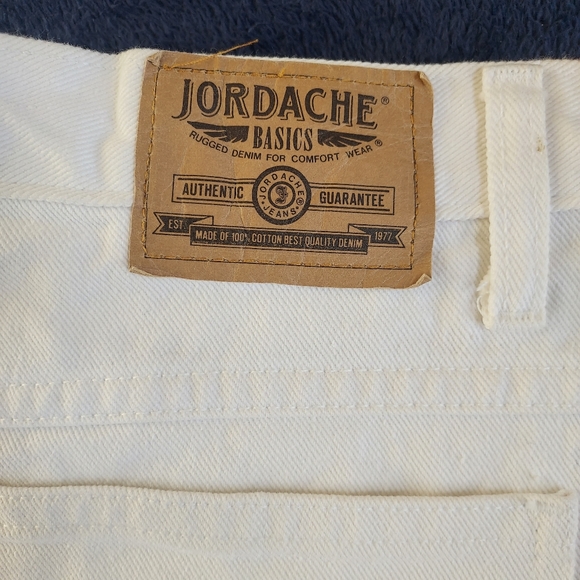 JORDACHE®
BASICS
RUGGED DENIM FOR COMFORT WEAR®
AUTHENTIC JORDACHE® J JEANS GUARANTEE
EST 1977
MADE OF 100% COTTON BEST QUALITY DENIM